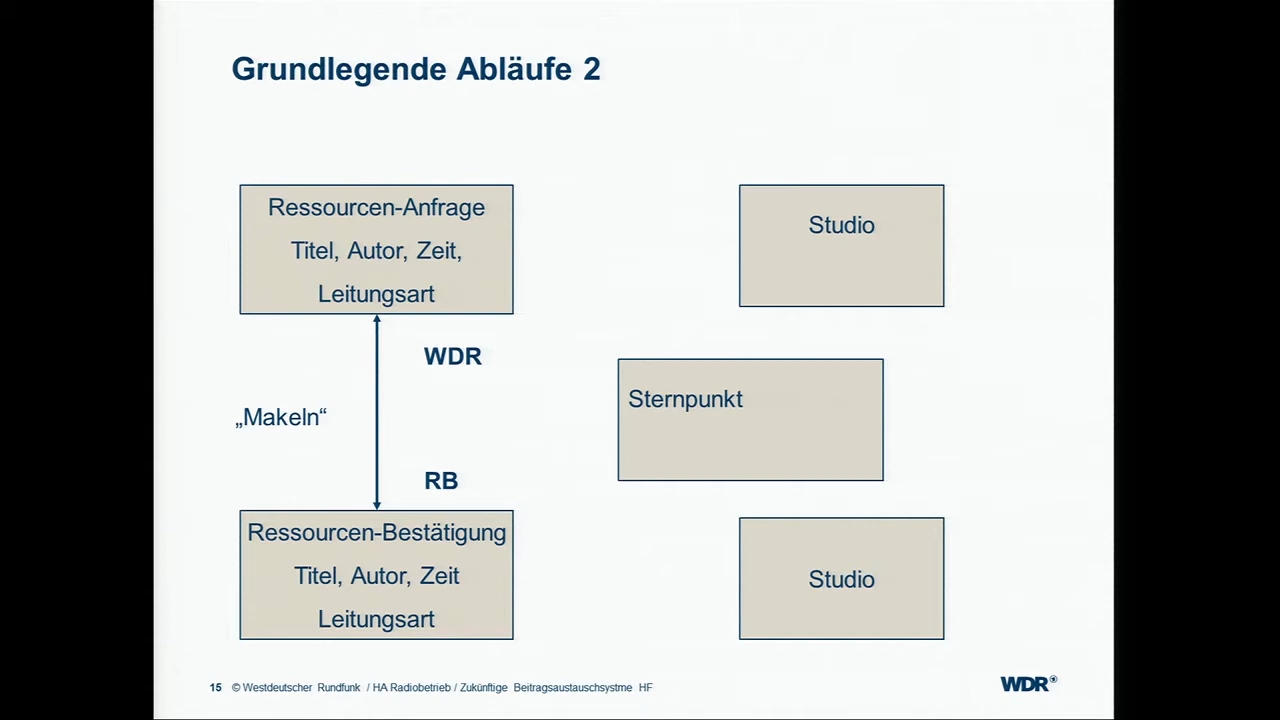 Grundlegende Abläufe 2
Ressourcen-Anfrage
Titel, Autor, Zeit,
Leitungsart
Studio
WDR
„Makeln“
Sternpunkt
RB
Ressourcen-Bestätigung
Titel, Autor, Zeit
Leitungsart
Studio
15 © Westdeutscher Rundfunk / HA Radiobetrieb / Zukünftige Beitragsaustauschsystme HF
WDR